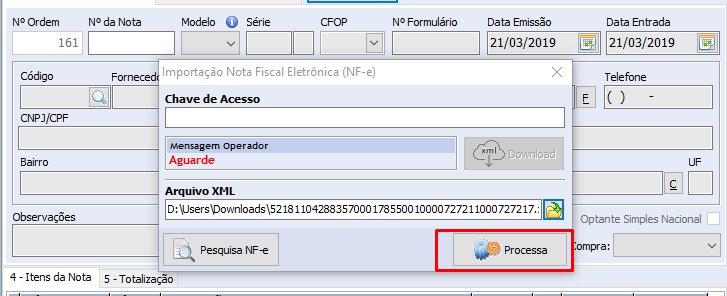 Nº Ordem Nº da Nota Modelo Série CFOP Nº Formulário Data Emissão Data Entrada
161 21/03/2019 21/03/2019
Código Fornecedo Telefone
Importação Nota Fiscal Eletrônica (NF-e)
F ( ) -
Chave de Acesso
CNPJ/CPF
Mensagem Operador
Aguarde
xml Download
Bairro UF
C
Arquivo XML
D:\Users\Downloads\52181104288357000178550010000727211000727217.:
Observações
Optante Simples Nacional
Pesquisa NF-e Processa
Compra:
4 - Itens da Nota 5 - Totalização